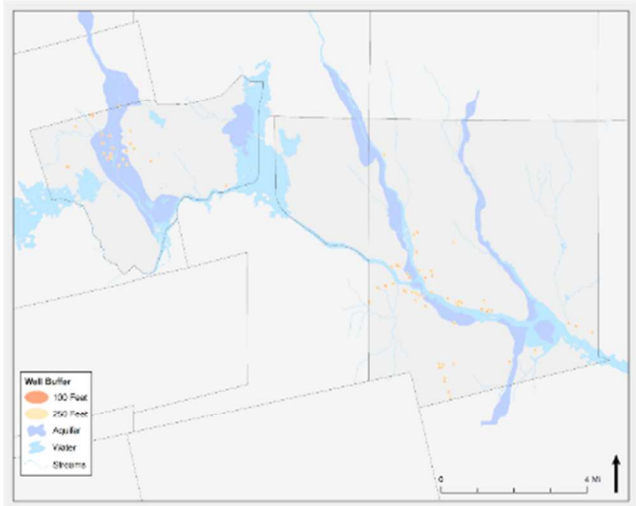 Well Buffer
100 Feet
250 Feet
Aquifer
Water
Streams
0 4 Mi